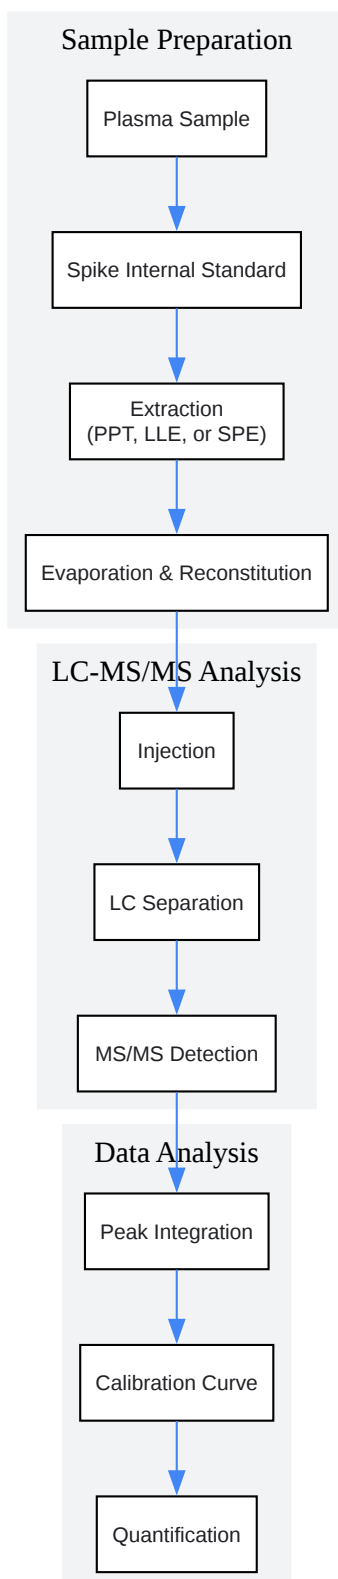 Sample Preparation
Plasma Sample
Spike Internal Standard
Extraction
(PPT, LLE, or SPE)
Evaporation & Reconstitution
LC-MS/MS Analysis
Injection
LC Separation
MS/MS Detection
Data Analysis
Peak Integration
Calibration Curve
Quantification